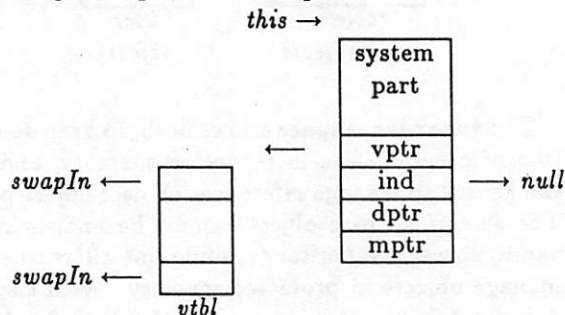 this →
system
part
vptr
swapIn ← ind → null
dptr
mptr
swapIn ←
vtbl